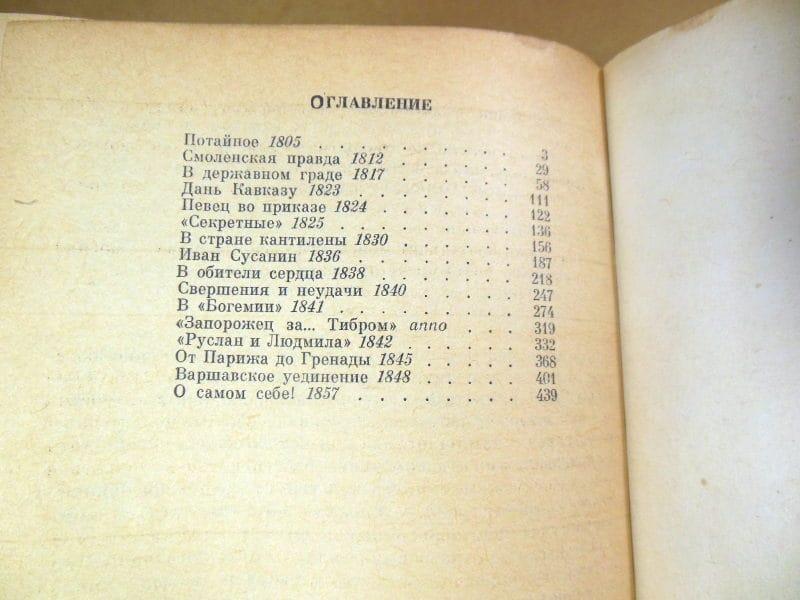 ОГЛАВЛЕНИЕ
Потайное 1805 . . . . . . . . . . 3
Смоленская правда 1812 . . . . . . . 29
В державном граде 1817 . . . . . . . 58
Дань Кавказу 1823 . . . . . . . . . 111
Певец во приказе 1824 . . . . . . . . 122
«Секретные» 1825 . . . . . . . . . 136
В стране кантилены 1830 . . . . . . . 156
Иван Сусанин 1836 . . . . . . . . . 187
В обители сердца 1838 . . . . . . . . 218
Свершения и неудачи 1840 . . . . . . 247
В «Богемии» 1841 . . . . . . . . . 274
«Запорожец за... Тибром» anno . . . 319
«Руслан и Людмила» 1842 . . . . . . . 332
От Парижа до Гренады 1845 . . . . . . 368
Варшавское уединение 1848 . . . . . . 401
О самом себе! 1857 . . . . . . . . . 439